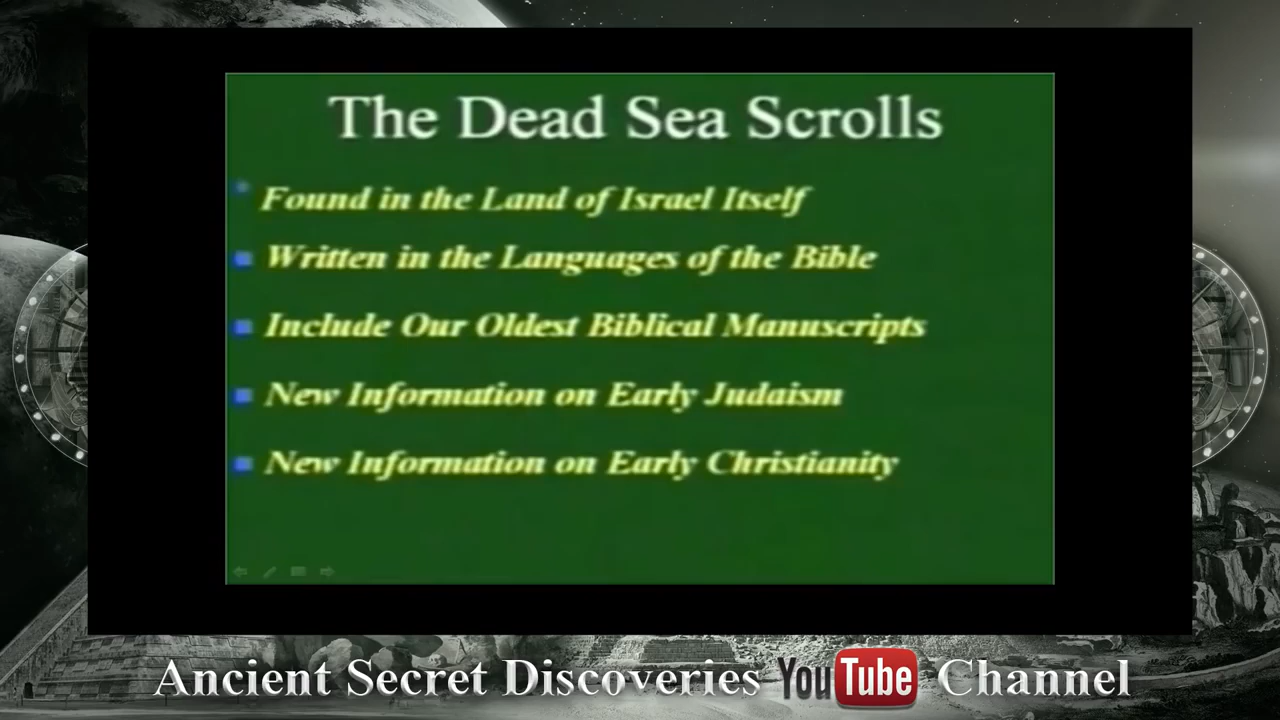 The Dead Sea Scrolls
Found in the Land of Israel Itself
Written in the Languages of the Bible
Include Our Oldest Biblical Manuscripts
New Information on Early Judaism
New Information on Early Christianity
Ancient Secret Discoveries YouTube Channel